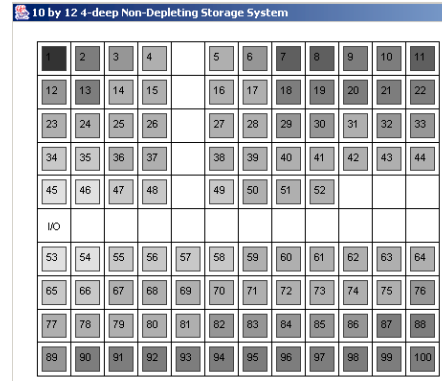 10 by 12 4-deep Non-Depleting Storage System
1 2 3 4 5 6 7 8 9 10 11
12 13 14 15 16 17 18 19 20 21 22
23 24 25 26 27 28 29 30 31 32 33
34 35 36 37 38 39 40 41 42 43 44
45 46 47 48 49 50 51 52
I/O
53 54 55 56 57 58 59 60 61 62 63 64
65 66 67 68 69 70 71 72 73 74 75 76
77 78 79 80 81 82 83 84 85 86 87 88
89 90 91 92 93 94 95 96 97 98 99 100